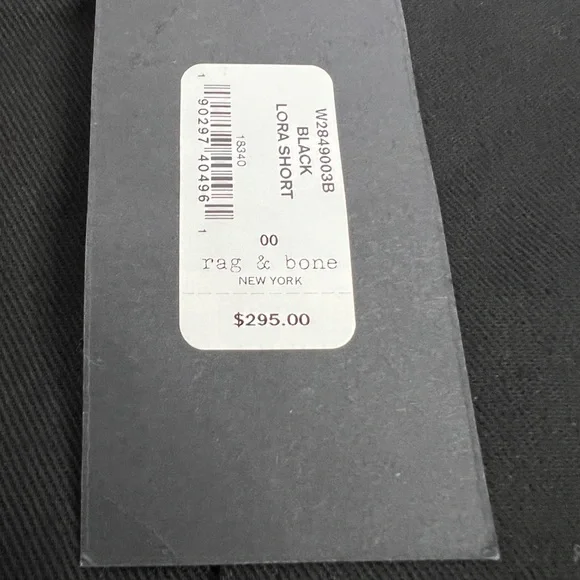 W2849003B
BLACK
LORA SHORT
18340
1 90297 40496 1
00
rag & bone
NEW YORK
$295.00